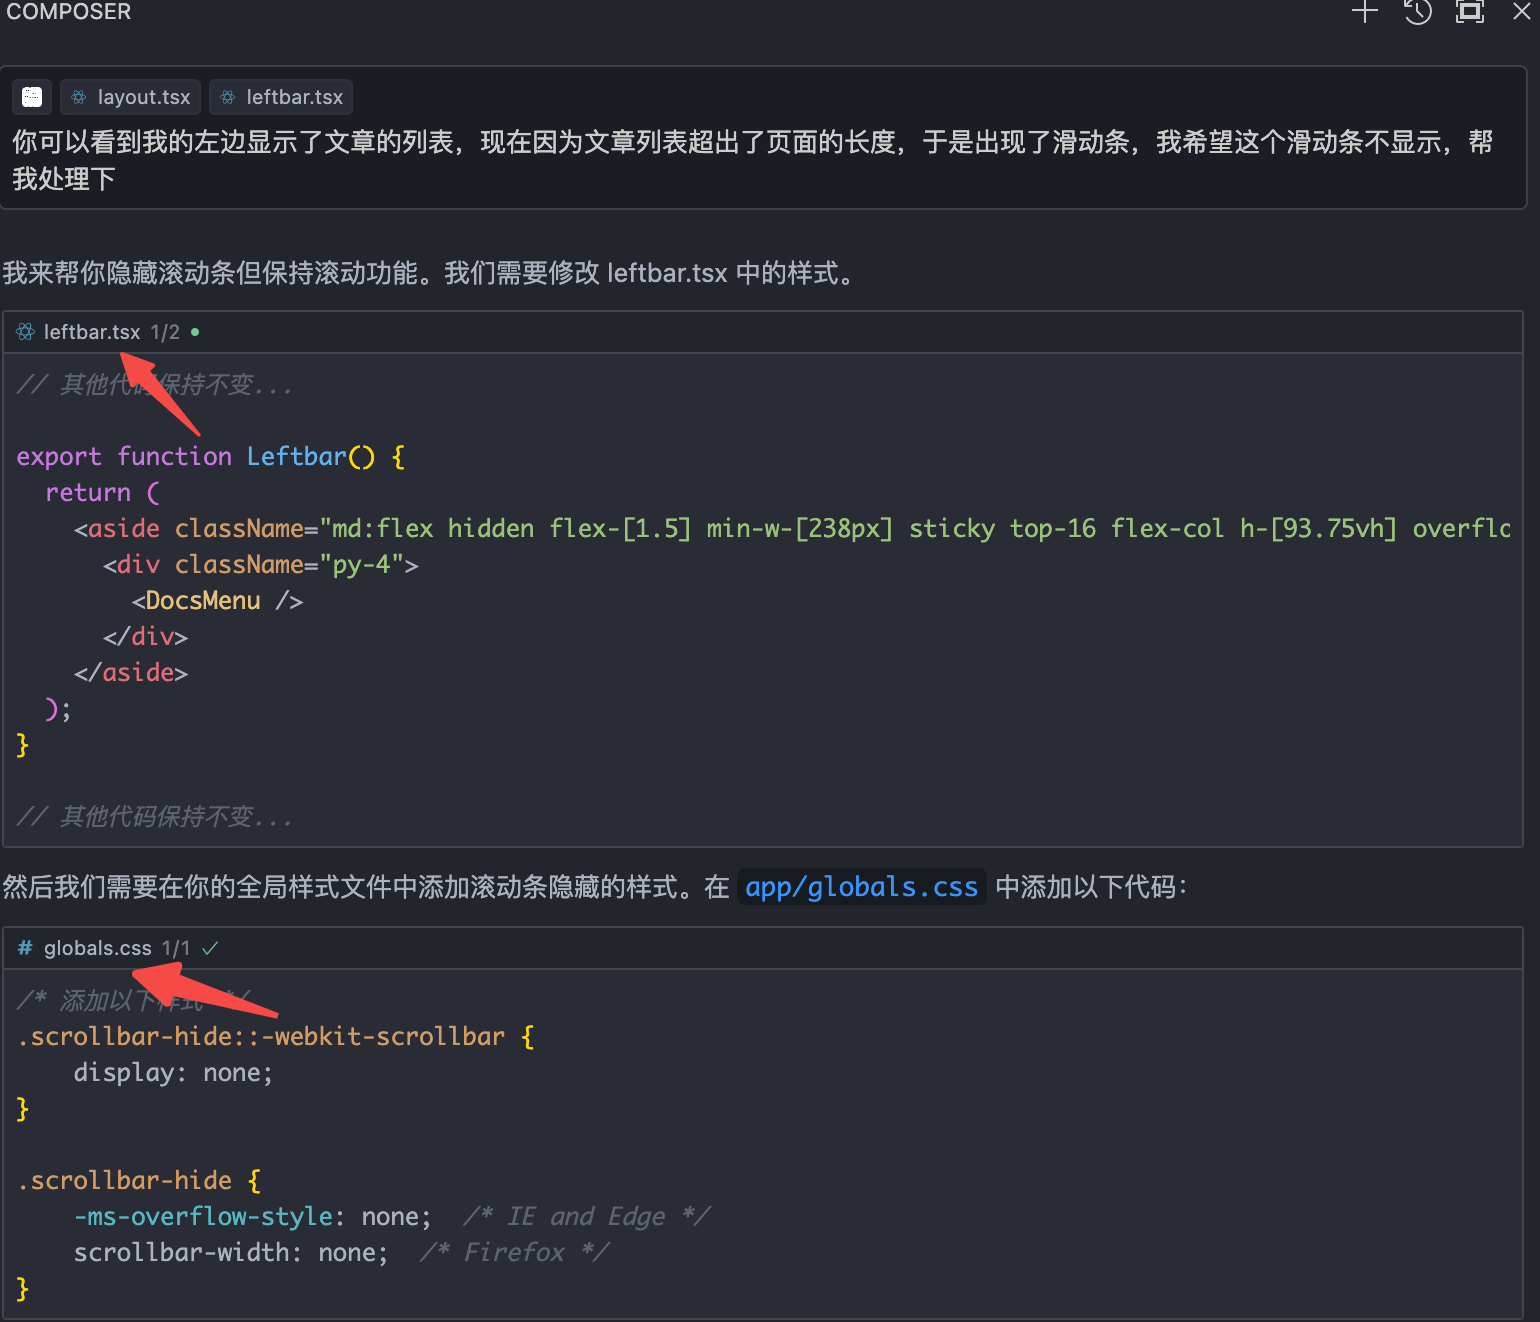 COMPOSER
layout.tsx leftbar.tsx
你可以看到我的左边显示了文章的列表，现在因为文章列表超出了页面的长度，于是出现了滑动条，我希望这个滑动条不显示，帮
我处理下
我来帮你隐藏滚动条但保持滚动功能。我们需要修改 leftbar.tsx 中的样式。
leftbar.tsx 1/2
// 其他代码保持不变...
export function Leftbar() {
return (
<aside className="md:flex hidden flex-[1.5] min-w-[238px] sticky top-16 flex-col h-[93.75vh] overflo
<div className="py-4">
<DocsMenu />
</div>
</aside>
);
}
// 其他代码保持不变...
然后我们需要在你的全局样式文件中添加滚动条隐藏的样式。在 app/globals.css 中添加以下代码：
# globals.css 1/1
/* 添加以下样式 */
.scrollbar-hide::-webkit-scrollbar {
display: none;
}
.scrollbar-hide {
-ms-overflow-style: none; /* IE and Edge */
scrollbar-width: none; /* Firefox */
}